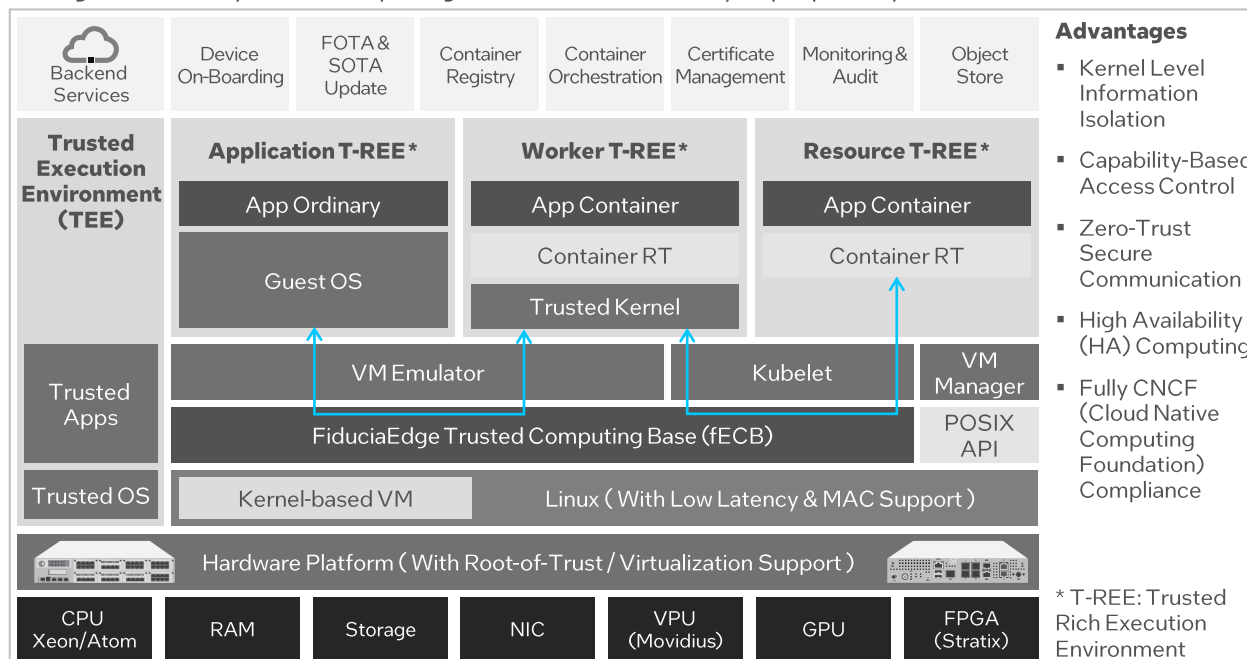 Backend
Services
Device
On-Boarding
FOTA &
SOTA
Update
Container
Registry
Container
Orchestration
Certificate
Management
Monitoring &
Audit
Object
Store
Trusted
Execution
Environment
(TEE)
Application T-REE*
Worker T-REE*
Resource T-REE*
App Ordinary
App Container
App Container
Guest OS
Container RT
Container RT
Trusted Kernel
Trusted
Apps
VM Emulator
Kubelet
VM
Manager
FiduciaEdge Trusted Computing Base (fECB)
POSIX
API
Trusted OS
Kernel-based VM
Linux ( With Low Latency & MAC Support )
Hardware Platform ( With Root-of-Trust / Virtualization Support )
CPU
Xeon/Atom
RAM
Storage
NIC
VPU
(Movidius)
GPU
FPGA
(Stratix)
Advantages
▪ Kernel Level
Information
Isolation
▪ Capability-Based
Access Control
▪ Zero-Trust
Secure
Communication
▪ High Availability
(HA) Computing
▪ Fully CNCF
(Cloud Native
Computing
Foundation)
Compliance
* T-REE: Trusted
Rich Execution
Environment